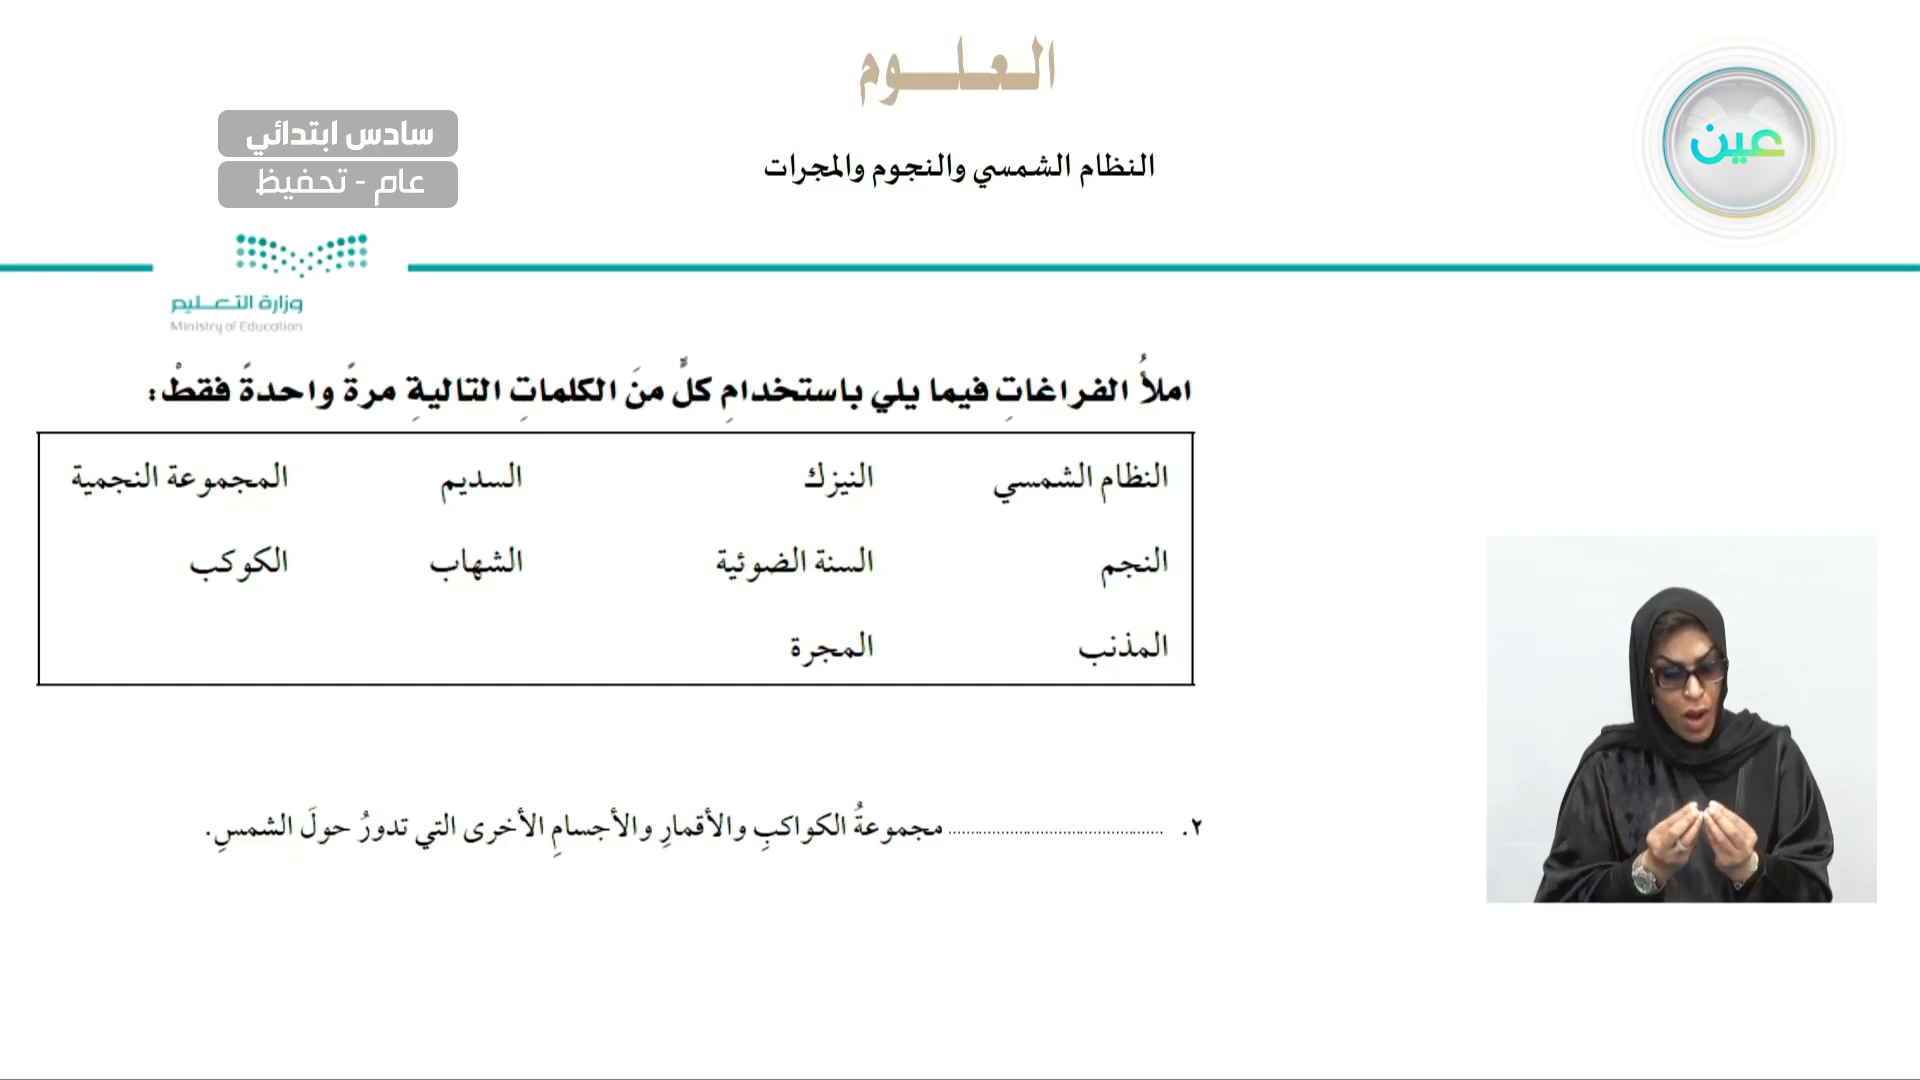 العلوم
عين
سادس ابتدائي
عام - تحفيظ
النظام الشمسي والنجوم والمجرات
وزارة التعليم
Ministry of Education
املأُ الفراغاتِ فيما يلي باستخدامِ كلٍّ منَ الكلماتِ التاليةِ مرةً واحدةً فقطْ:
النظام الشمسي النيزك السديم المجموعة النجمية
النجم السنة الضوئية الشهاب الكوكب
المذنب المجرة
٢. ........................................ مجموعةُ الكواكبِ والأقمارِ والأجسامِ الأخرى التي تدورُ حولَ الشمسِ.